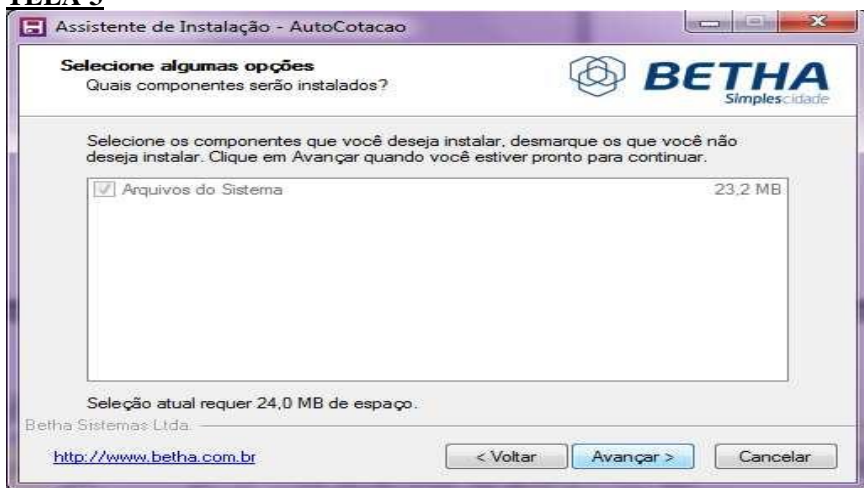 Assistente de Instalação - AutoCotacao
Selecione algumas opções
Quais componentes serão instalados?
BETHA
Simplescidade
Selecione os componentes que você deseja instalar, desmarque os que você não
deseja instalar. Clique em Avançar quando você estiver pronto para continuar.
Arquivos do Sistema 23,2 MB
Seleção atual requer 24,0 MB de espaço.
Betha Sistemas Ltda.
http://www.betha.com.br
< Voltar Avançar > Cancelar